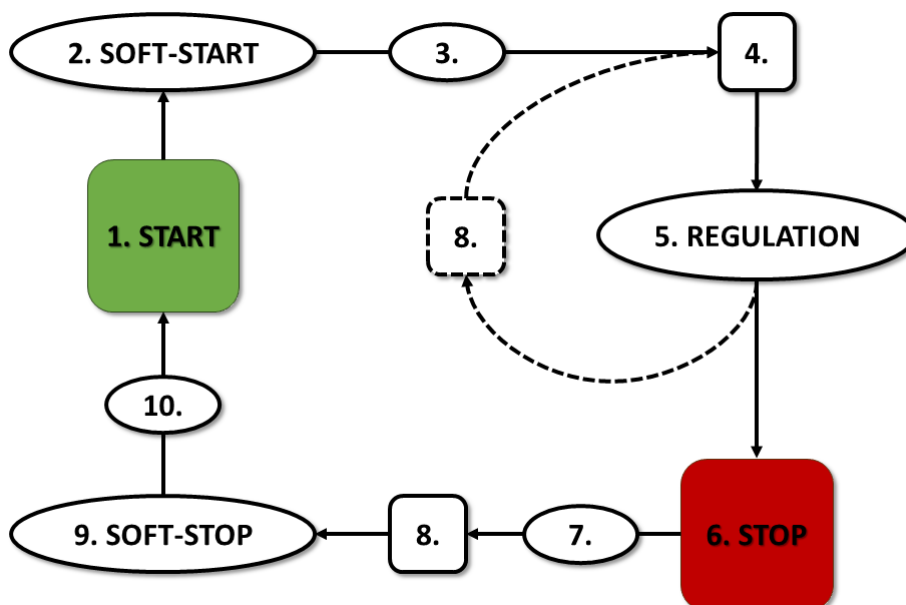 2. SOFT-START
3.
4.
1. START
8.
5. REGULATION
10.
9. SOFT-STOP
8.
7.
6. STOP